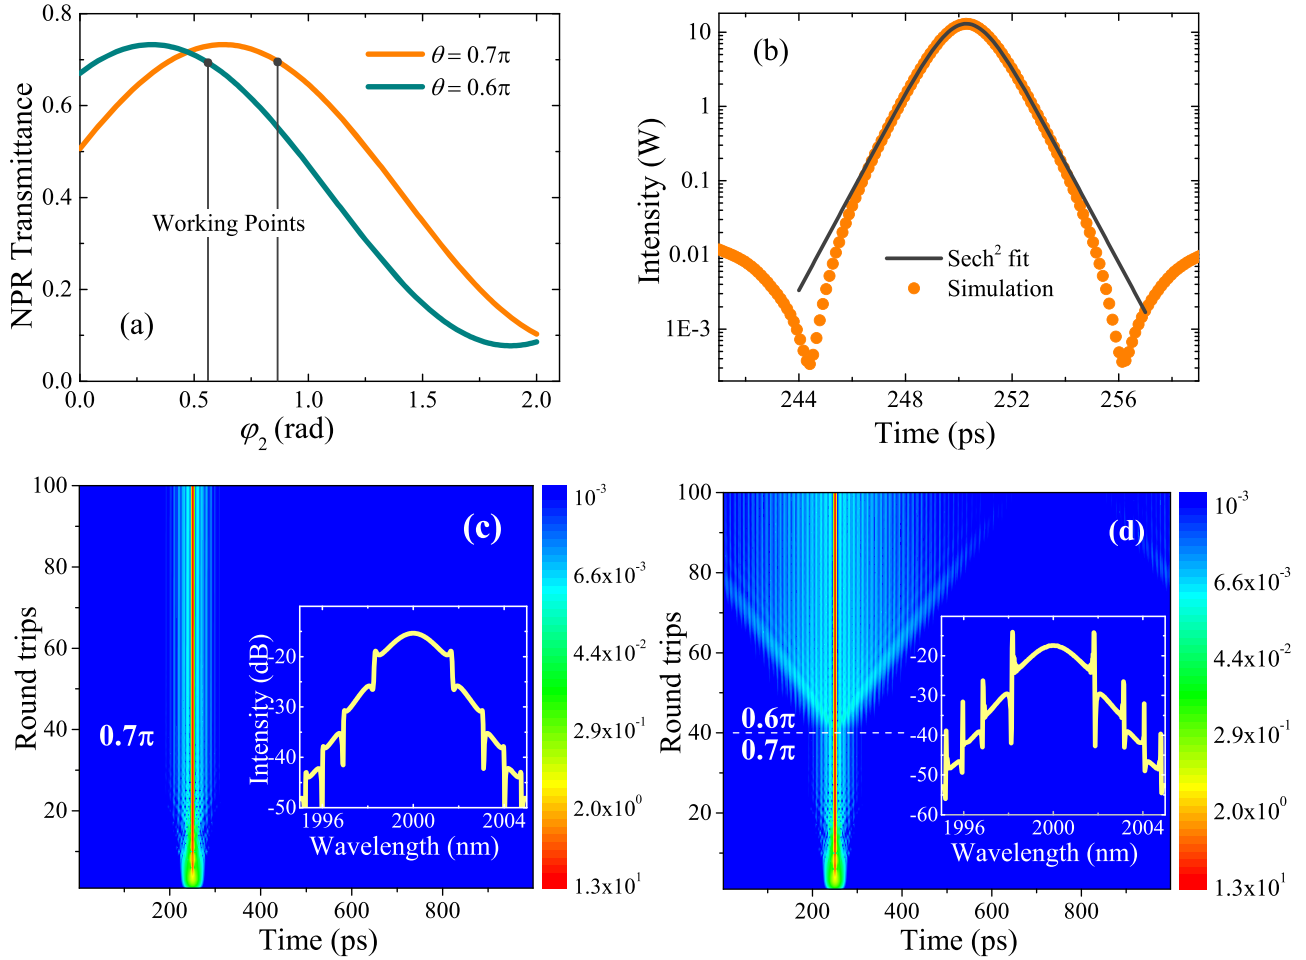 0.8
0.6
0.4
0.2
0.0
NPR Transmittance
θ = 0.7π
θ = 0.6π
Working Points
(a)
0.0 0.5 1.0 1.5 2.0
φ₂ (rad)
10
1
0.1
0.01
1E-3
Intensity (W)
(b)
Sech² fit
Simulation
244 248 252 256
Time (ps)
100
80
60
40
20
Round trips
(c)
0.7π
-20
-30
-40
-50
Intensity (dB)
1996 2000 2004
Wavelength (nm)
200 400 600 800
Time (ps)
10⁻³
6.6x10⁻³
4.4x10⁻²
2.9x10⁻¹
2.0x10⁰
1.3x10¹
100
80
60
40
20
Round trips
(d)
0.6π
0.7π
-20
-30
-40
-50
-60
1996 2000 2004
Wavelength (nm)
200 400 600 800
Time (ps)
10⁻³
6.6x10⁻³
4.4x10⁻²
2.9x10⁻¹
2.0x10⁰
1.3x10¹